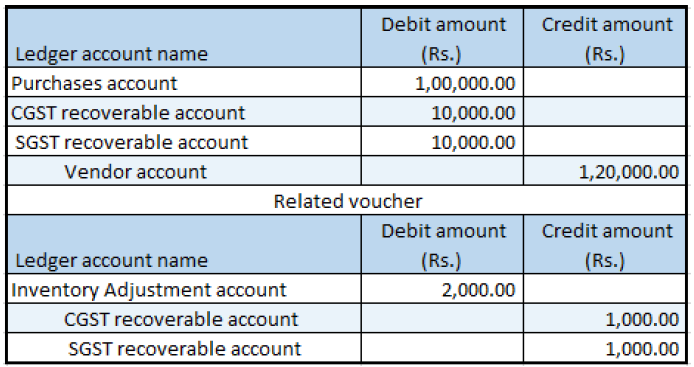 Debit amount Credit amount
Ledger account name (Rs.) (Rs.)
Purchases account 1,00,000.00
CGST recoverable account 10,000.00
SGST recoverable account 10,000.00
Vendor account 1,20,000.00
Related voucher
Debit amount Credit amount
Ledger account name (Rs.) (Rs.)
Inventory Adjustment account 2,000.00
CGST recoverable account 1,000.00
SGST recoverable account 1,000.00